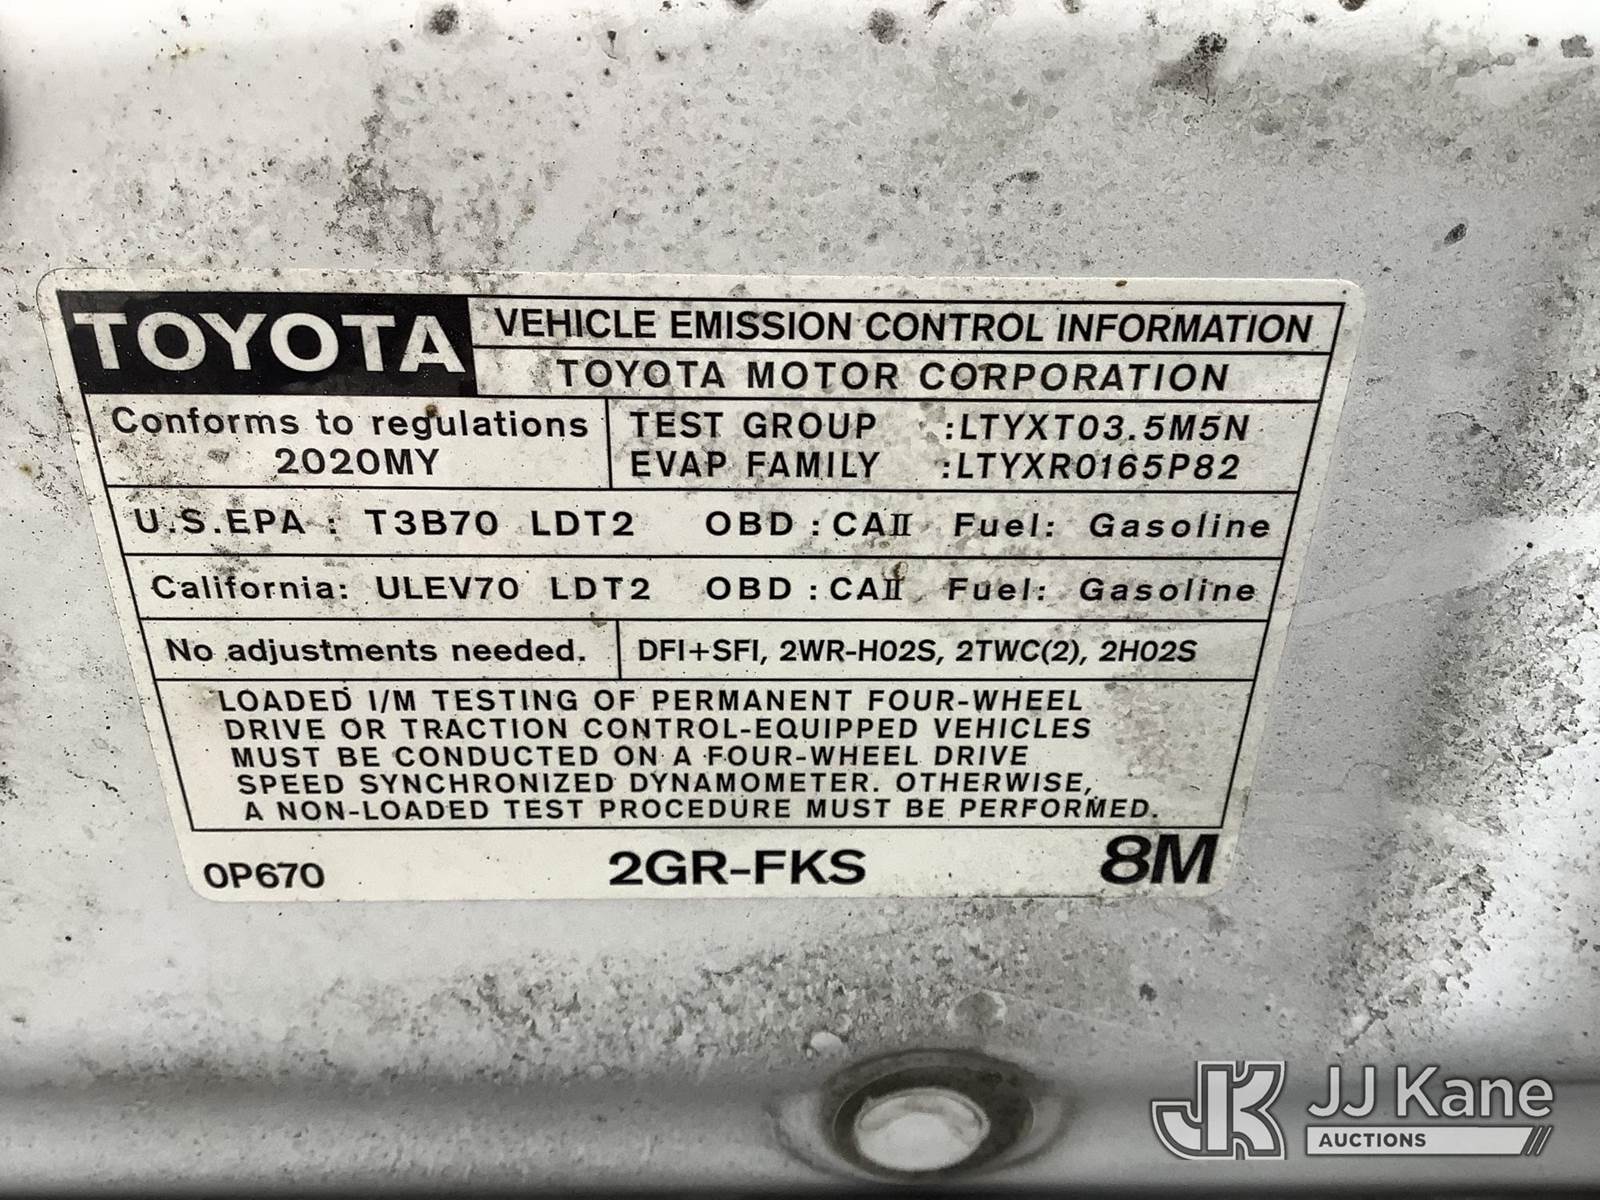 TOYOTA
VEHICLE EMISSION CONTROL INFORMATION
TOYOTA MOTOR CORPORATION
Conforms to regulations
2020MY
TEST GROUP :LTYXT03.5M5N
EVAP FAMILY :LTYXR0165P82
U.S.EPA : T3B70 LDT2 OBD : CAⅡ Fuel: Gasoline
California: ULEV70 LDT2 OBD : CAⅡ Fuel: Gasoline
No adjustments needed.
DFI+SFI, 2WR-HO2S, 2TWC(2), 2HO2S
LOADED I/M TESTING OF PERMANENT FOUR-WHEEL
DRIVE OR TRACTION CONTROL-EQUIPPED VEHICLES
MUST BE CONDUCTED ON A FOUR-WHEEL DRIVE
SPEED SYNCHRONIZED DYNAMOMETER. OTHERWISE,
A NON-LOADED TEST PROCEDURE MUST BE PERFORMED.
0P670
2GR-FKS
8M
JK
JJ Kane
AUCTIONS